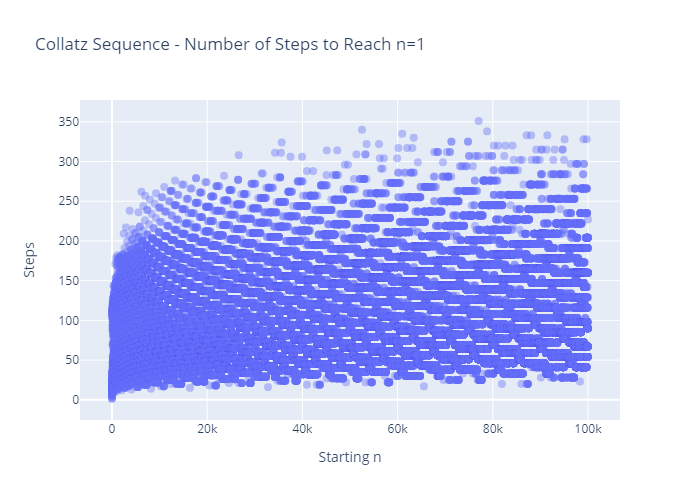 Collatz Sequence - Number of Steps to Reach n=1
350
300
250
200
150
100
50
0
Steps
0 20k 40k 60k 80k 100k
Starting n